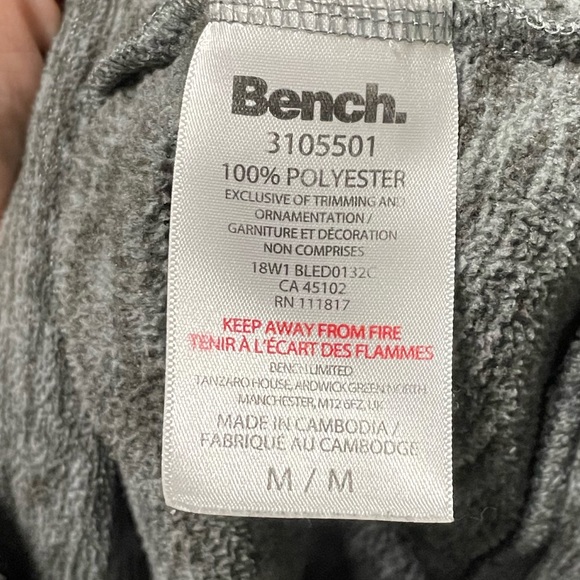 Bench.
3105501
100% POLYESTER
EXCLUSIVE OF TRIMMING AND
ORNAMENTATION /
GARNITURE ET DÉCORATION
NON COMPRISES
18W1 BLED0132C
CA 45102
RN 111817
KEEP AWAY FROM FIRE
TENIR À L'ÉCART DES FLAMMES
BENCH LIMITED
TANZARO HOUSE, ARDWICK GREEN NORTH
MANCHESTER, M12 6FZ, UK
MADE IN CAMBODIA /
FABRIQUÉ AU CAMBODGE
M / M